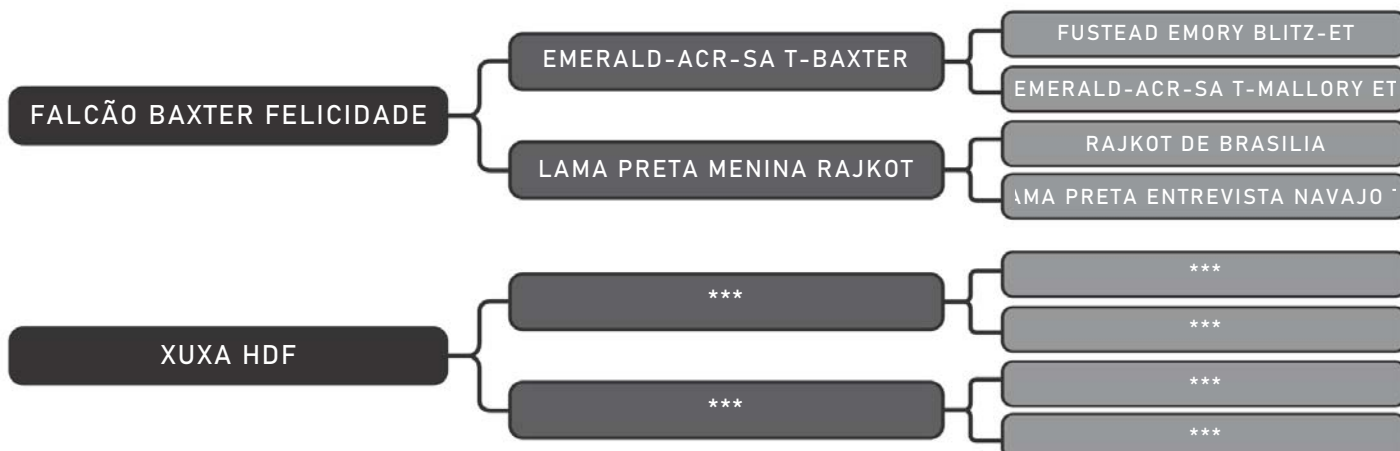 FALCÃO BAXTER FELICIDADE
EMERALD-ACR-SA T-BAXTER
FUSTEAD EMORY BLITZ-ET
EMERALD-ACR-SA T-MALLORY ET
LAMA PRETA MENINA RAJKOT
RAJKOT DE BRASILIA
PRETA ENTREVISTA NAVAJO
XUXA HDF
***
***
***
***
***
***